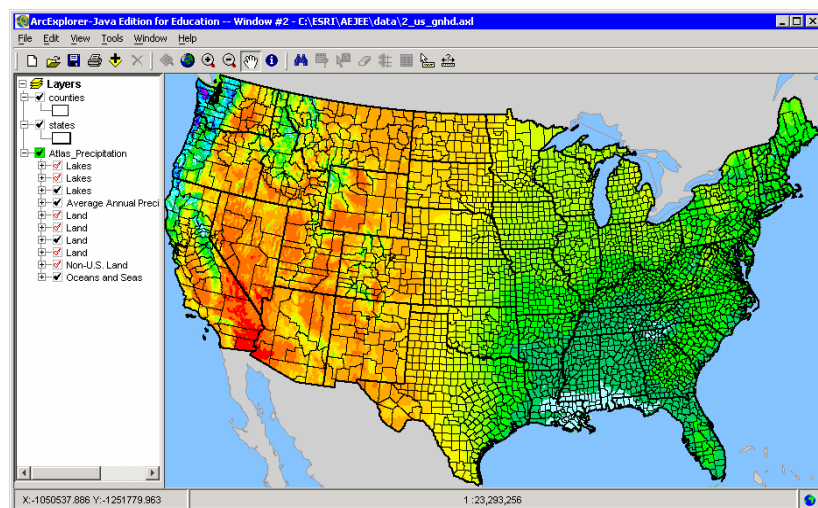 ArcExplorer-Java Edition for Education -- Window #2 - C:\ESRI\AEJEE\data\2_us_gnhd.axl
File Edit View Tools Window Help
Layers
counties
states
Atlas_Precipitation
Lakes
Lakes
Lakes
Average Annual Preci
Land
Land
Land
Land
Non-U.S. Land
Oceans and Seas
X:-1050537.886 Y:-1251779.963
1 :23,293,256